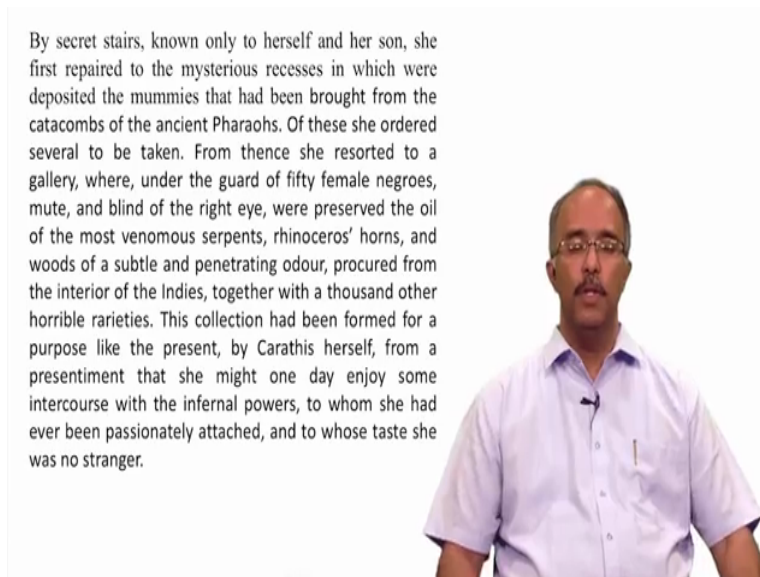 By secret stairs, known only to herself and her son, she
first repaired to the mysterious recesses in which were
deposited the mummies that had been brought from the
catacombs of the ancient Pharaohs. Of these she ordered
several to be taken. From thence she resorted to a
gallery, where, under the guard of fifty female negroes,
mute, and blind of the right eye, were preserved the oil
of the most venomous serpents, rhinoceros’ horns, and
woods of a subtle and penetrating odour, procured from
the interior of the Indies, together with a thousand other
horrible rarieties. This collection had been formed for a
purpose like the present, by Carathis herself, from a
presentiment that she might one day enjoy some
intercourse with the infernal powers, to whom she had
ever been passionately attached, and to whose taste she
was no stranger.